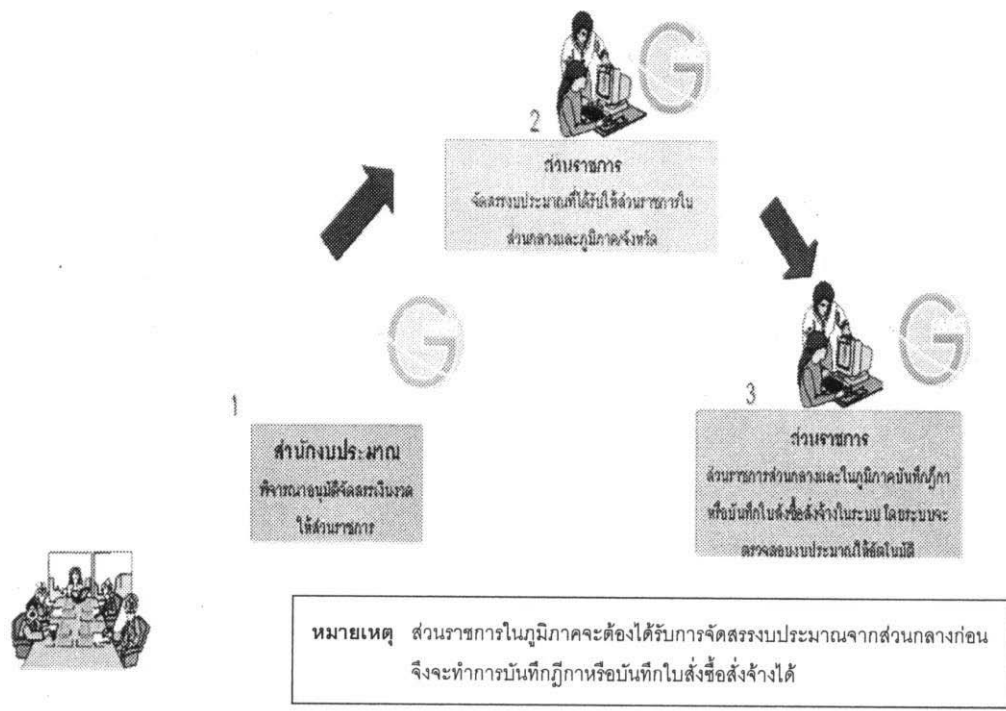 1
สำนักงบประมาณ
พิจารณาอนุมัติจัดสรรเงินงวด
ให้ส่วนราชการ
2
ส่วนราชการ
จัดสรรงบประมาณที่ได้รับให้ส่วนราชการใน
ส่วนกลางและภูมิภาค/จังหวัด
3
ส่วนราชการ
ส่วนราชการส่วนกลางและในภูมิภาคบันทึกฎีกา
หรือบันทึกใบสั่งซื้อสั่งจ้างในระบบ โดยระบบจะ
ตรวจสอบงบประมาณให้อัตโนมัติ
หมายเหตุ ส่วนราชการในภูมิภาคจะต้องได้รับการจัดสรรงบประมาณจากส่วนกลางก่อน
จึงจะทำการบันทึกฎีกาหรือบันทึกใบสั่งซื้อสั่งจ้างได้